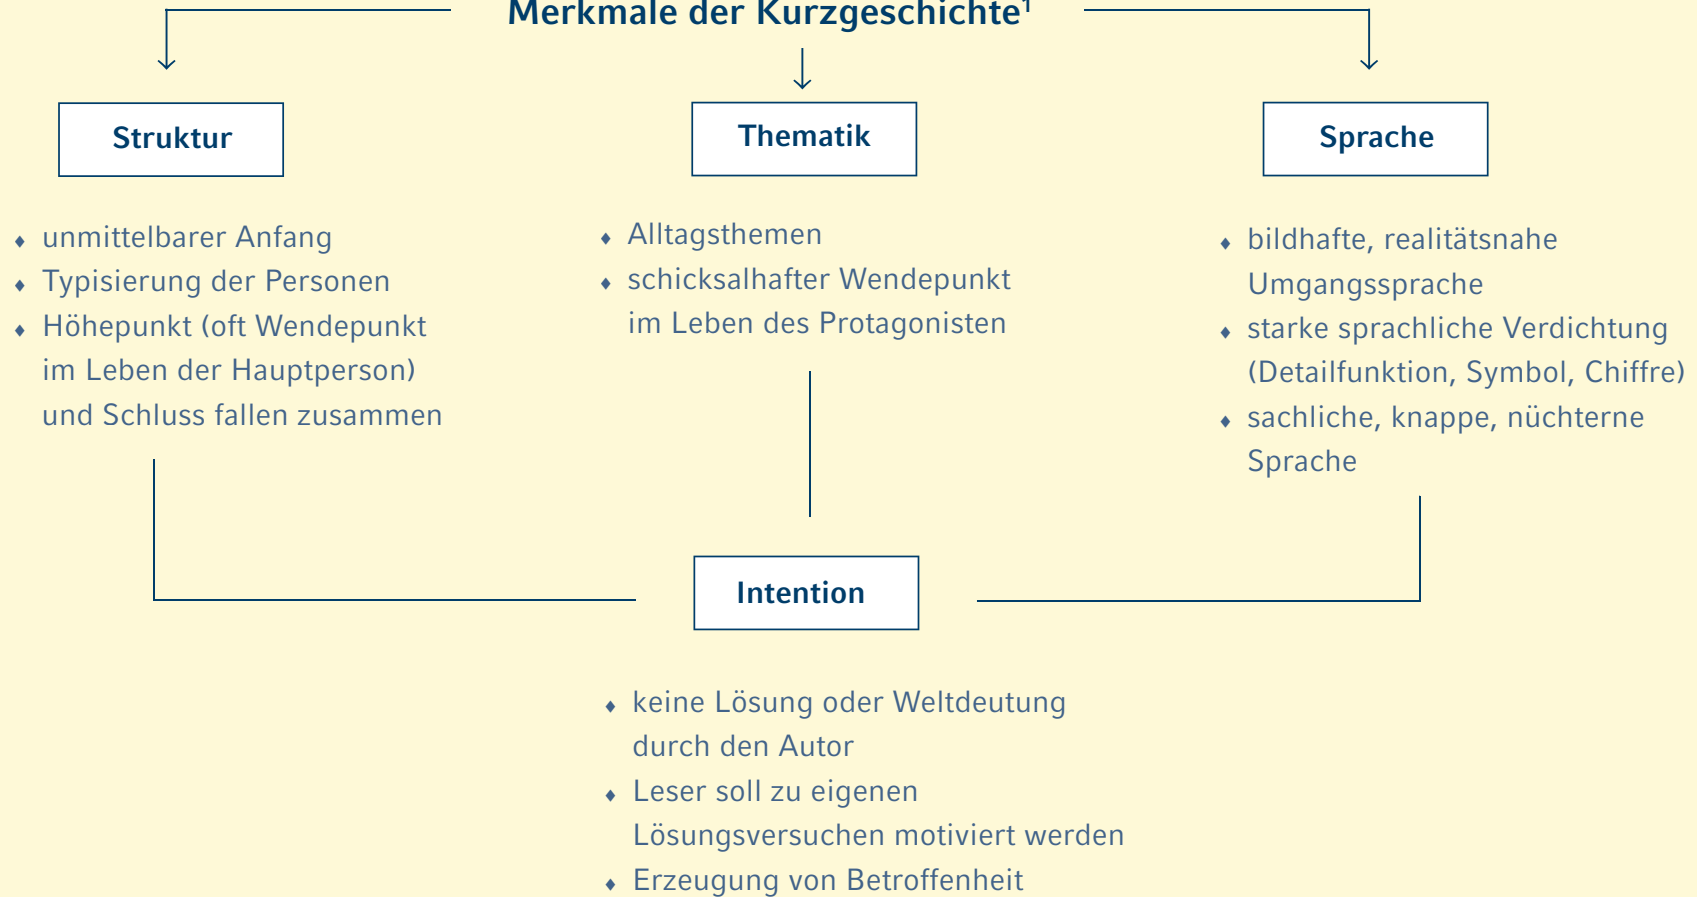 Merkmale der Kurzgeschichte¹
Struktur
unmittelbarer Anfang
Typisierung der Personen
Höhepunkt (oft Wendepunkt
im Leben der Hauptperson)
und Schluss fallen zusammen
Thematik
Alltagsthemen
schicksalhafter Wendepunkt
im Leben des Protagonisten
Sprache
bildhafte, realitätsnahe
Umgangssprache
starke sprachliche Verdichtung
(Detailfunktion, Symbol, Chiffre)
sachliche, knappe, nüchterne
Sprache
Intention
keine Lösung oder Weltdeutung
durch den Autor
Leser soll zu eigenen
Lösungsversuchen motiviert werden
Erzeugung von Betroffenheit